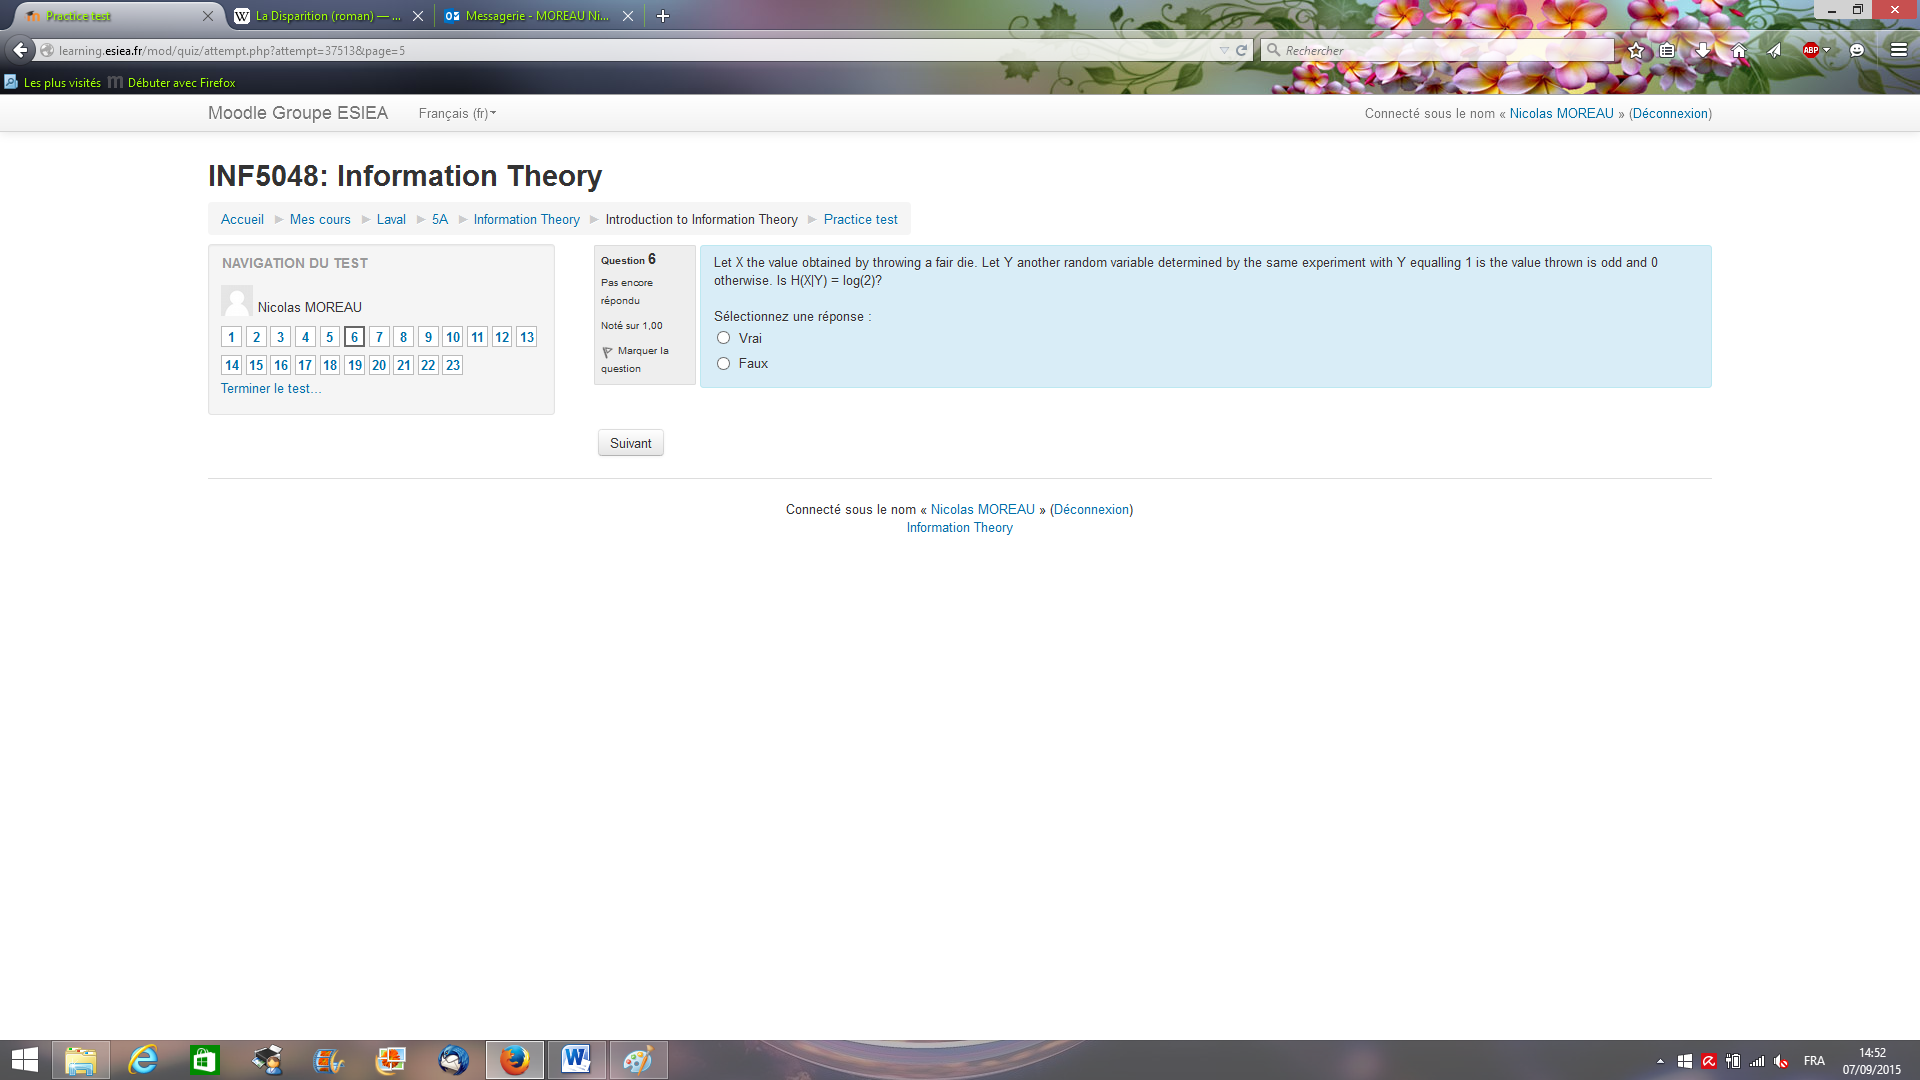 Practice test
La Disparition (roman) — ...
Messagerie - MOREAU Ni...
learning.esiea.fr/mod/quiz/attempt.php?attempt=37513&page=5
Rechercher
ABP
Les plus visités
Débuter avec Firefox
Moodle Groupe ESIEA
Français (fr)
Connecté sous le nom « Nicolas MOREAU » (Déconnexion)
INF5048: Information Theory
Accueil ► Mes cours ► Laval ► 5A ► Information Theory ► Introduction to Information Theory ► Practice test
NAVIGATION DU TEST
Nicolas MOREAU
1 2 3 4 5 6 7 8 9 10 11 12 13
14 15 16 17 18 19 20 21 22 23
Terminer le test...
Question 6
Pas encore
répondu
Noté sur 1,00
Marquer la
question
Let X the value obtained by throwing a fair die. Let Y another random variable determined by the same experiment with Y equalling 1 is the value thrown is odd and 0
otherwise. Is H(X|Y) = log(2)?
Sélectionnez une réponse :
Vrai
Faux
Suivant
Connecté sous le nom « Nicolas MOREAU » (Déconnexion)
Information Theory
FRA
14:52
07/09/2015